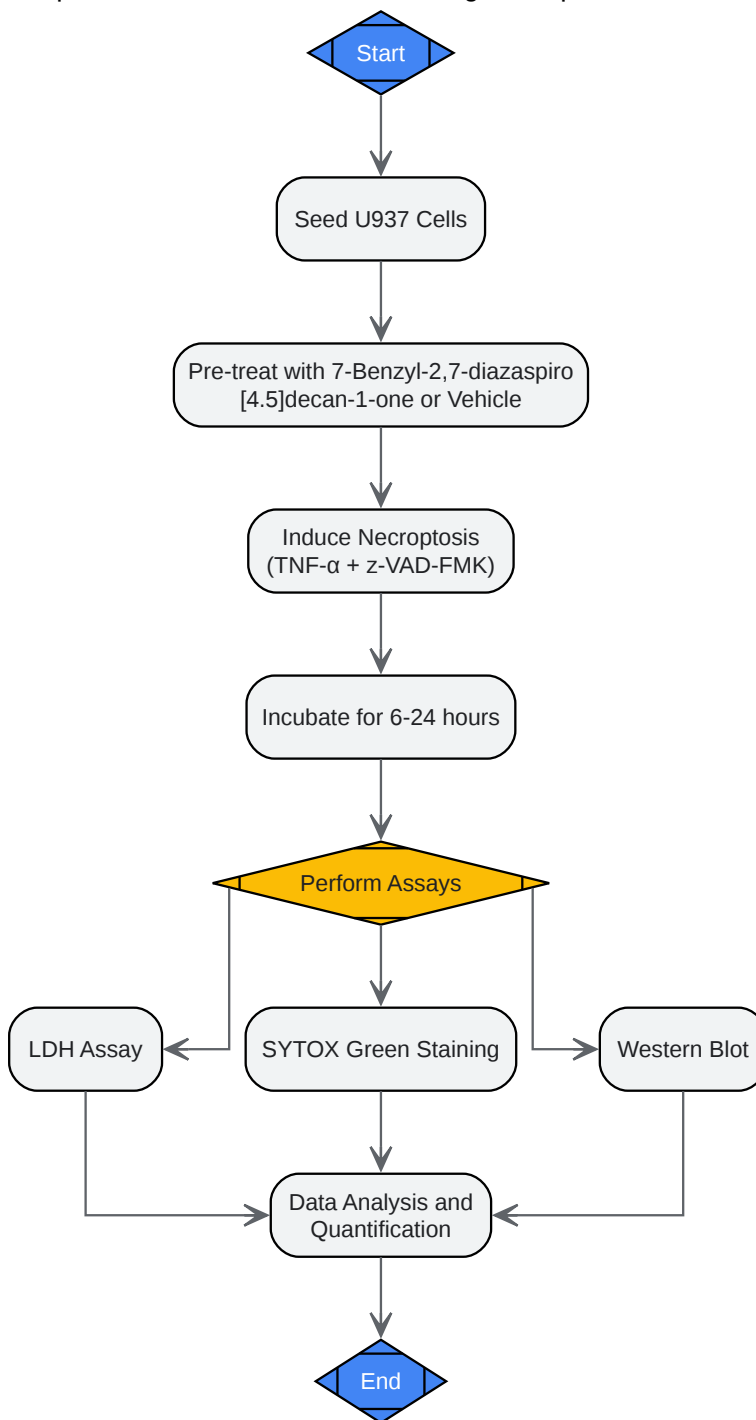 Start
Seed U937 Cells
Pre-treat with 7-Benzyl-2,7-diazaspiro
[4.5]decan-1-one or Vehicle
Induce Necroptosis
(TNF-α + z-VAD-FMK)
Incubate for 6-24 hours
Perform Assays
LDH Assay
SYTOX Green Staining
Western Blot
Data Analysis and
Quantification
End